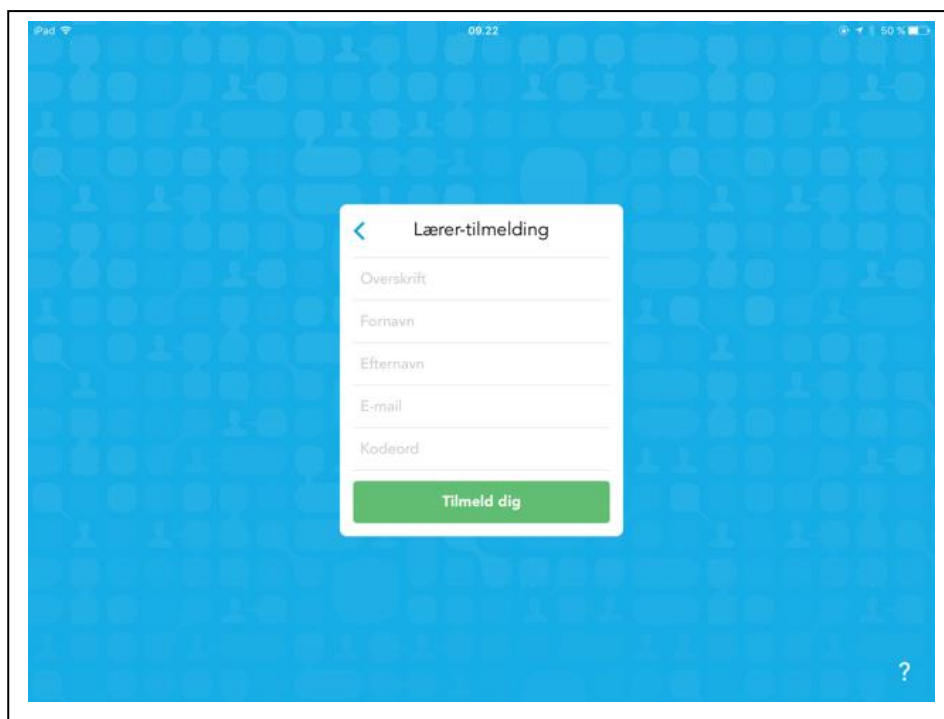 iPad
09.22
50 %
Lærer-tilmelding
Overskrift
Fornavn
Efternavn
E-mail
Kodeord
Tilmeld dig
?